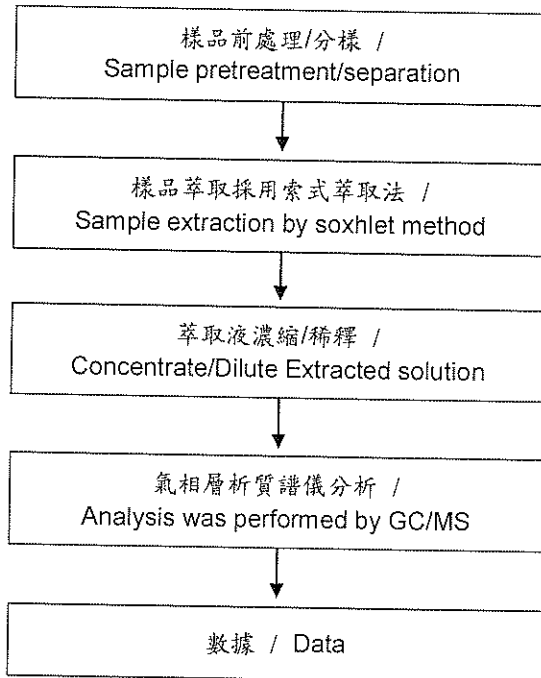 樣品前處理/分樣 /
Sample pretreatment/separation
樣品萃取採用索式萃取法 /
Sample extraction by soxhlet method
萃取液濃縮/稀釋 /
Concentrate/Dilute Extracted solution
氣相層析質譜儀分析 /
Analysis was performed by GC/MS
數據 / Data